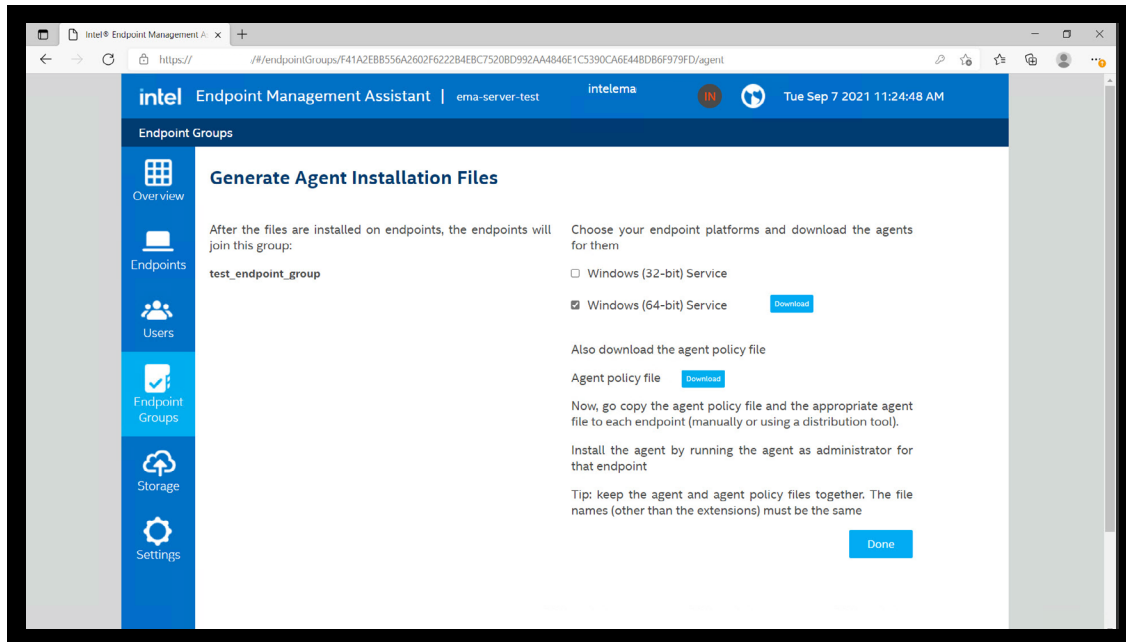 Intel® Endpoint Management A
https://
/#/endpointGroups/F41A2EBB556A2602F6222B4EBC7520BD992AA4846E1C5390CA6E44BDB6F979FD/agent
intel Endpoint Management Assistant | ema-server-test
intelema
IN
Tue Sep 7 2021 11:24:48 AM
Endpoint Groups
Overview
Endpoints
Users
Endpoint
Groups
Storage
Settings
Generate Agent Installation Files
After the files are installed on endpoints, the endpoints will
join this group:
test_endpoint_group
Choose your endpoint platforms and download the agents
for them
Windows (32-bit) Service
Windows (64-bit) Service Download
Also download the agent policy file
Agent policy file Download
Now, go copy the agent policy file and the appropriate agent
file to each endpoint (manually or using a distribution tool).
Install the agent by running the agent as administrator for
that endpoint
Tip: keep the agent and agent policy files together. The file
names (other than the extensions) must be the same
Done